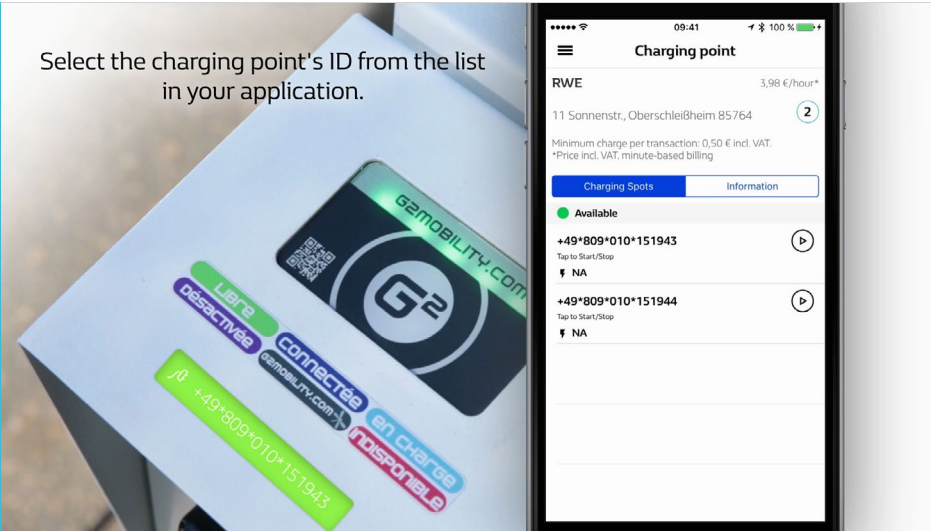 Select the charging point's ID from the list
in your application.
G2MOBILITY.COM
G²
LIBRE
DÉSACTIVÉE
CONNECTÉE
G2MOBILITY.COM
EN CHARGE
INDISPONIBLE
+49*809*010*151943
09:41
100 %
Charging point
RWE
3,98 €/hour*
11 Sonnenstr., Oberschleißheim 85764
2
Minimum charge per transaction: 0,50 € incl. VAT.
*Price incl. VAT, minute-based billing
Charging Spots
Information
Available
+49*809*010*151943
Tap to Start/Stop
NA
+49*809*010*151944
Tap to Start/Stop
NA